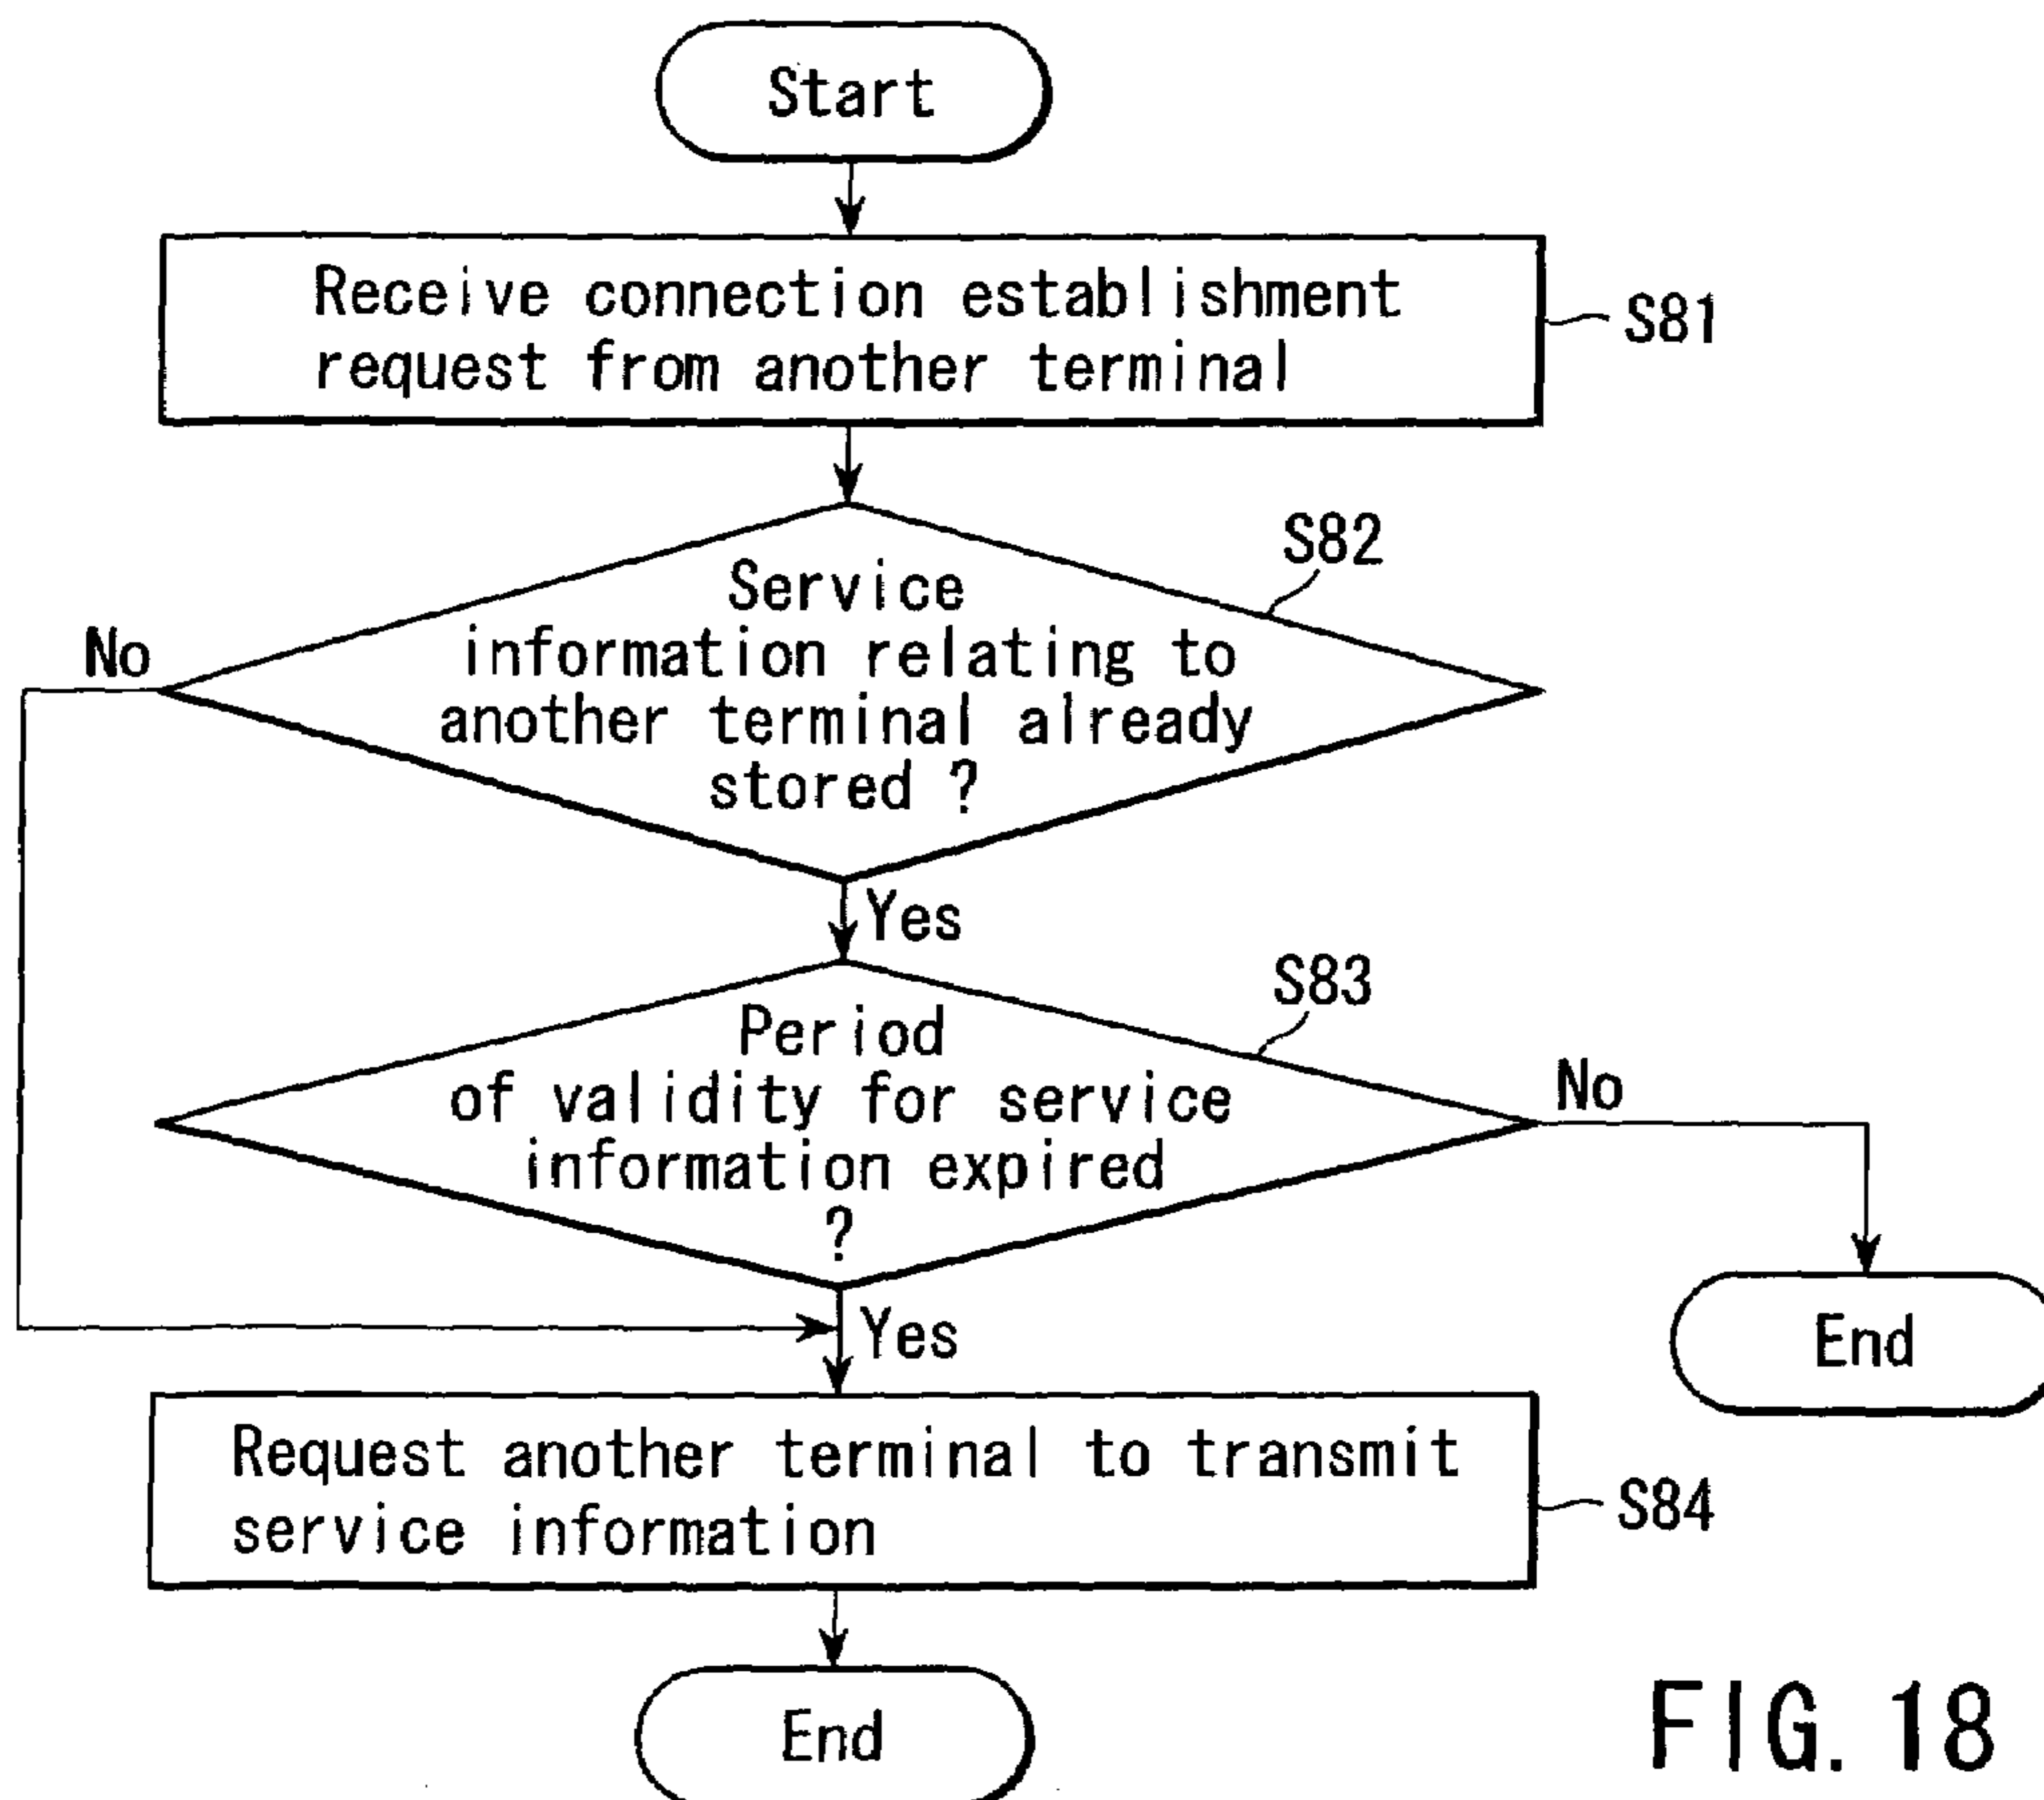 Start
Receive connection establishment
request from another terminal
S81
S82
Service
information relating to
another terminal already
stored ?
No
Yes
S83
Period
of validity for service
information expired
?
No
Yes
End
Request another terminal to transmit
service information
S84
End
FIG. 18